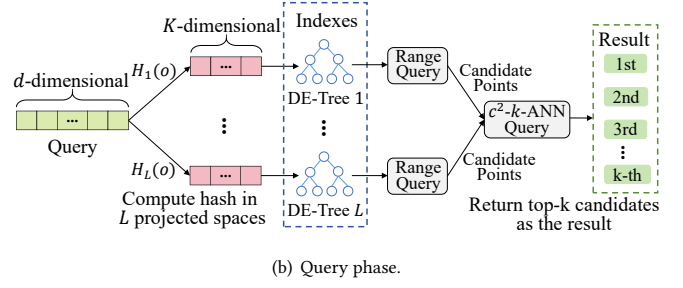 d-dimensional
...
Query
H₁(o)
H_L(o)
K-dimensional
...
⋮
...
Compute hash in
L projected spaces
Indexes
DE-Tree 1
⋮
DE-Tree L
Range
Query
⋮
Range
Query
Candidate
Points
Candidate
Points
c²-k-ANN
Query
Result
1st
2nd
3rd
⋮
k-th
Return top-k candidates
as the result
(b) Query phase.